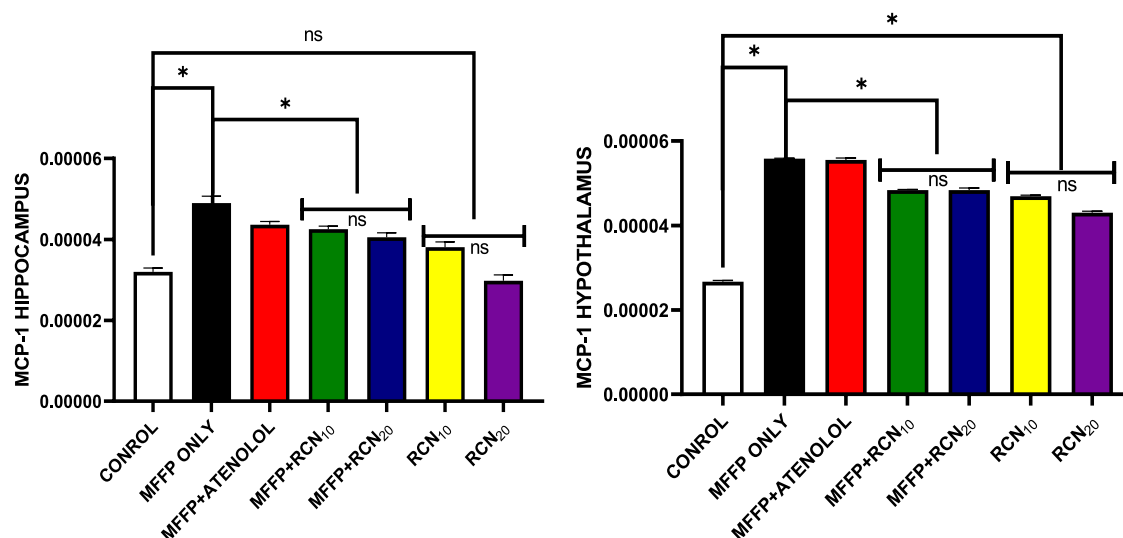 ns
*
*
0.00006
0.00004
0.00002
0.00000
MCP-1 HIPPOCAMPUS
ns
ns
CONROL
MFFP ONLY
MFFP+ATENOLOL
MFFP+RCN₁₀
MFFP+RCN₂₀
RCN₁₀
RCN₂₀
*
*
*
0.00006
0.00004
0.00002
0.00000
MCP-1 HYPOTHALAMUS
ns
ns
CONROL
MFFP ONLY
MFFP+ATENOLOL
MFFP+RCN₁₀
MFFP+RCN₂₀
RCN₁₀
RCN₂₀